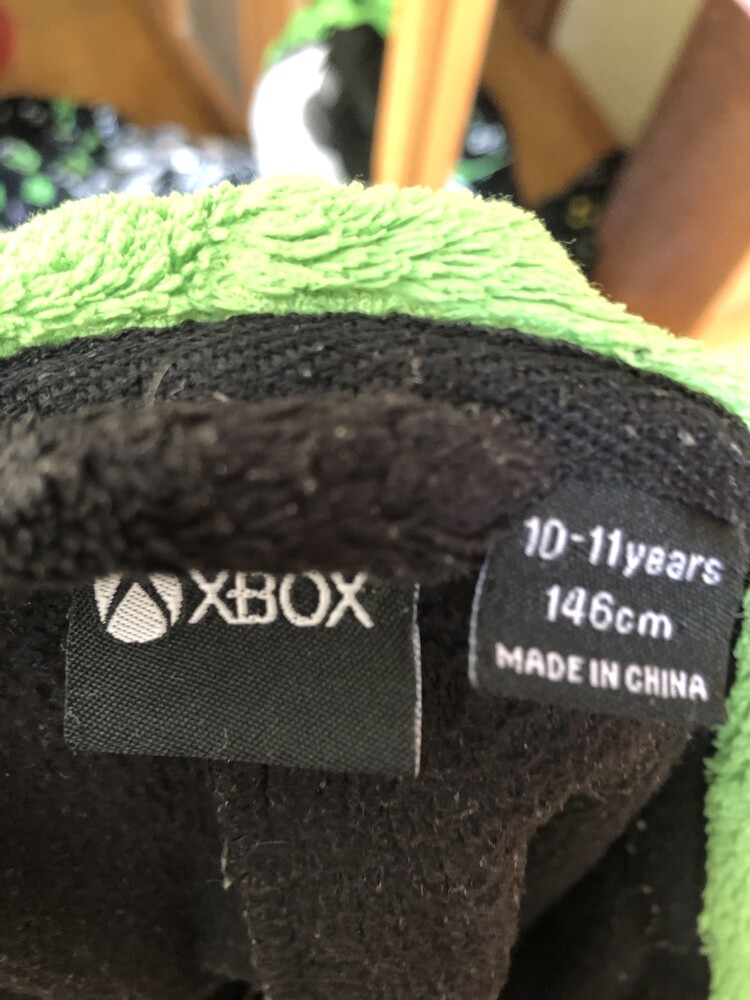 XBOX
10-11years
146cm
MADE IN CHINA